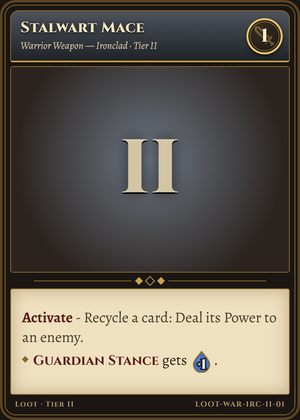 Stalwart Mace
Warrior Weapon — Ironclad · Tier II
1
II
Activate - Recycle a card: Deal its Power to
an enemy.
Guardian Stance gets -1 .
Loot · Tier II
LOOT-WAR-IRC-II-01